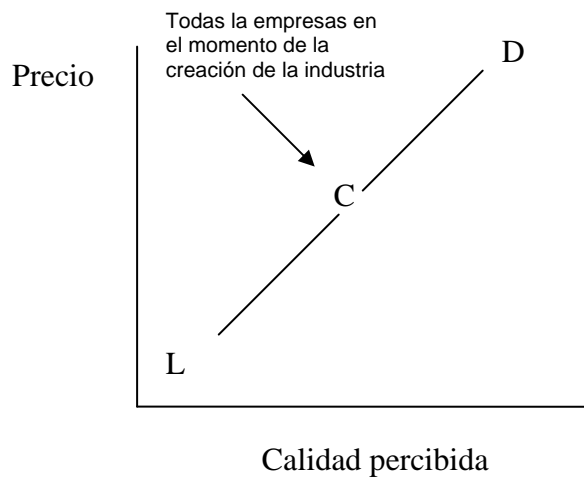 Todas la empresas en
el momento de la
creación de la industria
D
Precio
C
L
Calidad percibida